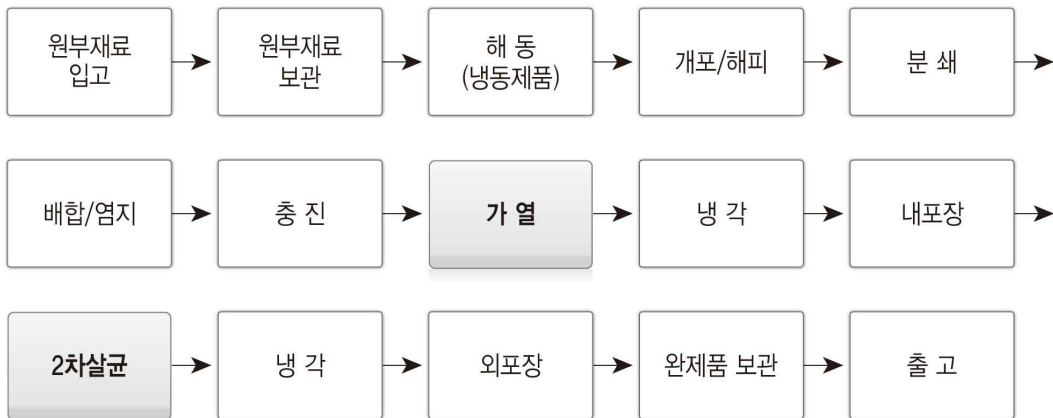 원부재료
입고
원부재료
보관
해 동
(냉동제품)
개포/해피
분 쇄
배합/염지
충 진
가 열
냉 각
내포장
2차살균
냉 각
외포장
완제품 보관
출 고